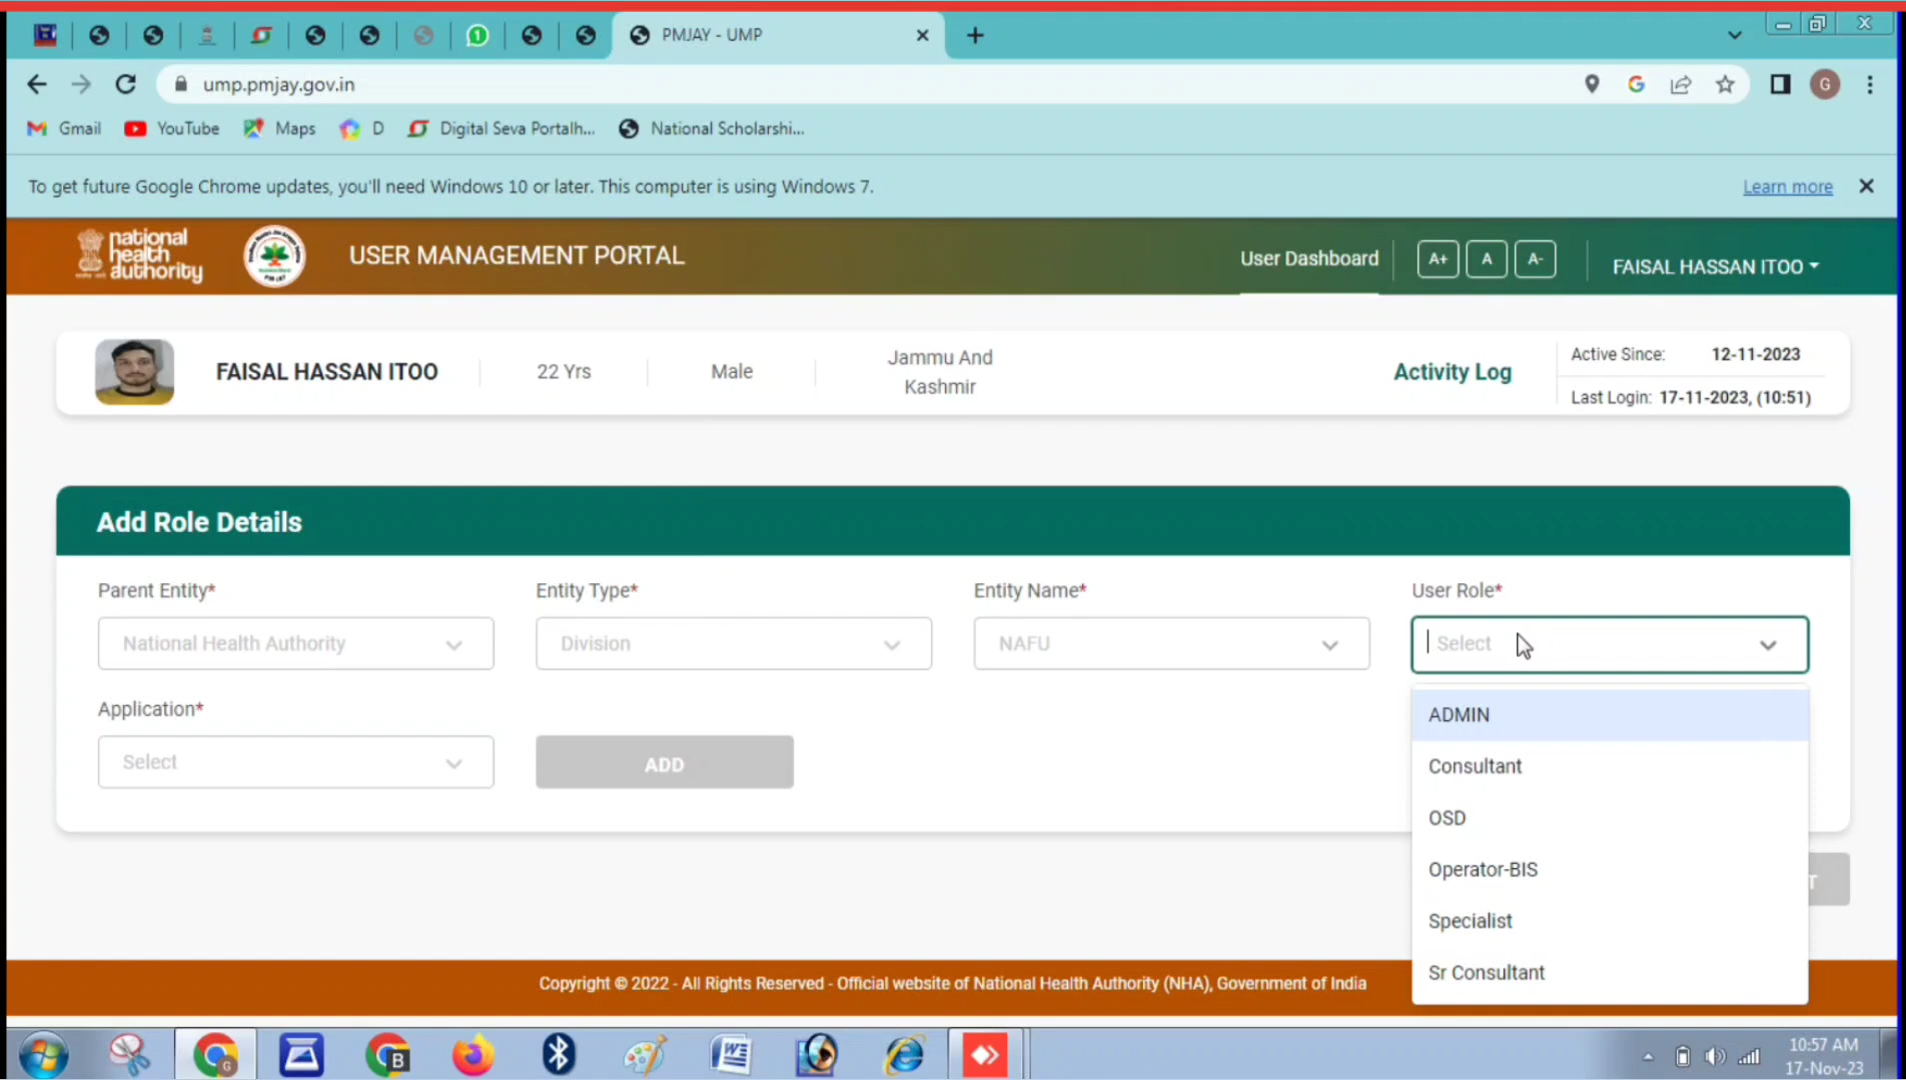 PMJAY - UMP
ump.pmjay.gov.in
G
Gmail
YouTube
Maps
D
Digital Seva Portalh...
National Scholarshi...
To get future Google Chrome updates, you'll need Windows 10 or later. This computer is using Windows 7.
Learn more
national health authority
USER MANAGEMENT PORTAL
User Dashboard
A+
A
A-
FAISAL HASSAN ITOO
FAISAL HASSAN ITOO
22 Yrs
Male
Jammu And
Kashmir
Activity Log
Active Since: 12-11-2023
Last Login: 17-11-2023, (10:51)
Add Role Details
Parent Entity*
Entity Type*
Entity Name*
User Role*
National Health Authority
Division
NAFU
Select
Application*
Select
ADD
ADMIN
Consultant
OSD
Operator-BIS
Specialist
Sr Consultant
T
Copyright © 2022 - All Rights Reserved - Official website of National Health Authority (NHA), Government of India
10:57 AM
17-Nov-23